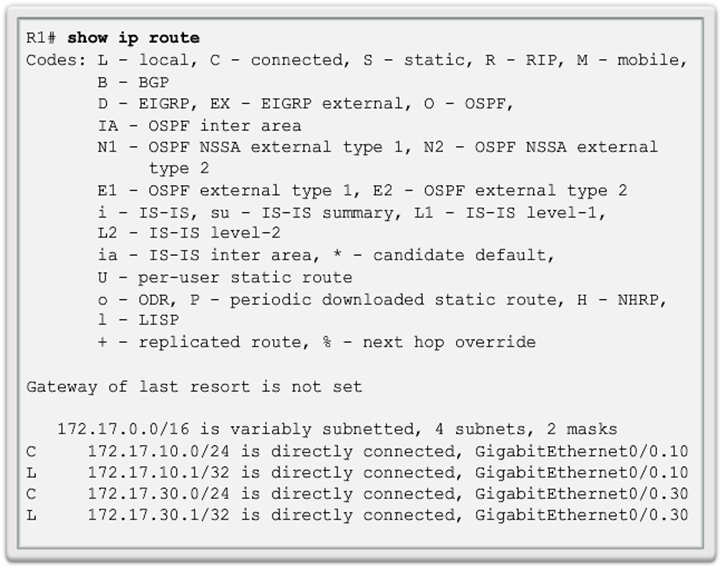 R1# show ip route
Codes: L - local, C - connected, S - static, R - RIP, M - mobile,
B - BGP
D - EIGRP, EX - EIGRP external, O - OSPF,
IA - OSPF inter area
N1 - OSPF NSSA external type 1, N2 - OSPF NSSA external
type 2
E1 - OSPF external type 1, E2 - OSPF external type 2
i - IS-IS, su - IS-IS summary, L1 - IS-IS level-1,
L2 - IS-IS level-2
ia - IS-IS inter area, * - candidate default,
U - per-user static route
o - ODR, P - periodic downloaded static route, H - NHRP,
l - LISP
+ - replicated route, % - next hop override
Gateway of last resort is not set
172.17.0.0/16 is variably subnetted, 4 subnets, 2 masks
C 172.17.10.0/24 is directly connected, GigabitEthernet0/0.10
L 172.17.10.1/32 is directly connected, GigabitEthernet0/0.10
C 172.17.30.0/24 is directly connected, GigabitEthernet0/0.30
L 172.17.30.1/32 is directly connected, GigabitEthernet0/0.30